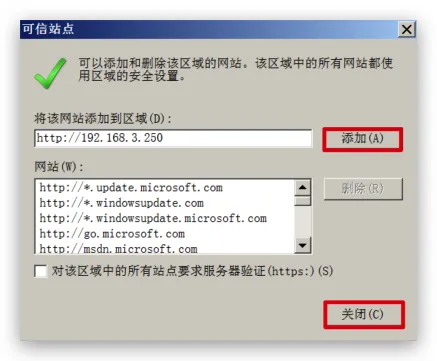 可信站点
可以添加和删除该区域的网站。该区域中的所有网站都使
用区域的安全设置。
将该网站添加到区域(D):
http://192.168.3.250
添加(A)
网站(W):
http://*.update.microsoft.com
http://*.windowsupdate.com
http://*.windowsupdate.microsoft.com
http://go.microsoft.com
http://msdn.microsoft.com
删除(R)
对该区域中的所有站点要求服务器验证(https:)(S)
关闭(C)